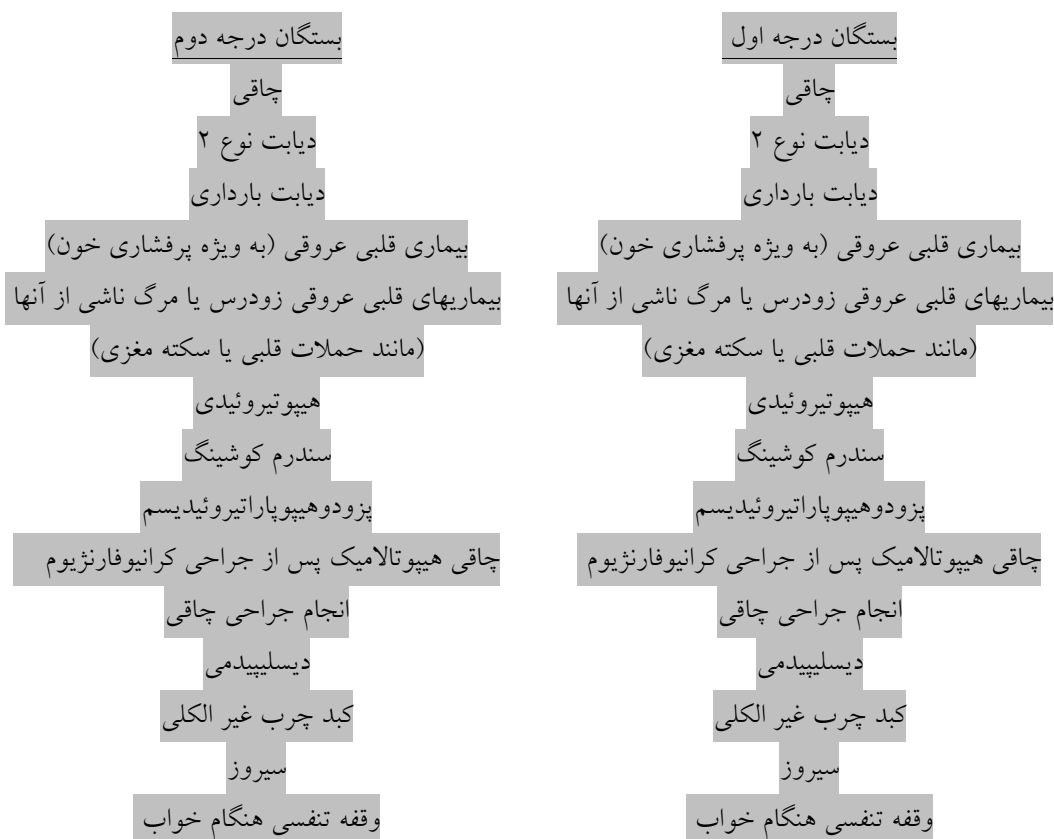 بستگان درجه اول
چاقی
دیابت نوع ۲
دیابت بارداری
بیماری قلبی عروقی (به ویژه پرفشاری خون)
بیماریهای قلبی عروقی زودرس یا مرگ ناشی از آنها
(مانند حملات قلبی یا سکته مغزی)
هیپوتیروئیدی
سندرم کوشینگ
پزودوهیپوپاراتیروئیدیسم
چاقی هیپوتالامیک پس از جراحی کرانیوفارنژیوم
انجام جراحی چاقی
دیسلیپیدمی
کبد چرب غیر الکلی
سیروز
وقفه تنفسی هنگام خواب
بستگان درجه دوم
چاقی
دیابت نوع ۲
دیابت بارداری
بیماری قلبی عروقی (به ویژه پرفشاری خون)
بیماریهای قلبی عروقی زودرس یا مرگ ناشی از آنها
(مانند حملات قلبی یا سکته مغزی)
هیپوتیروئیدی
سندرم کوشینگ
پزودوهیپوپاراتیروئیدیسم
چاقی هیپوتالامیک پس از جراحی کرانیوفارنژیوم
انجام جراحی چاقی
دیسلیپیدمی
کبد چرب غیر الکلی
سیروز
وقفه تنفسی هنگام خواب